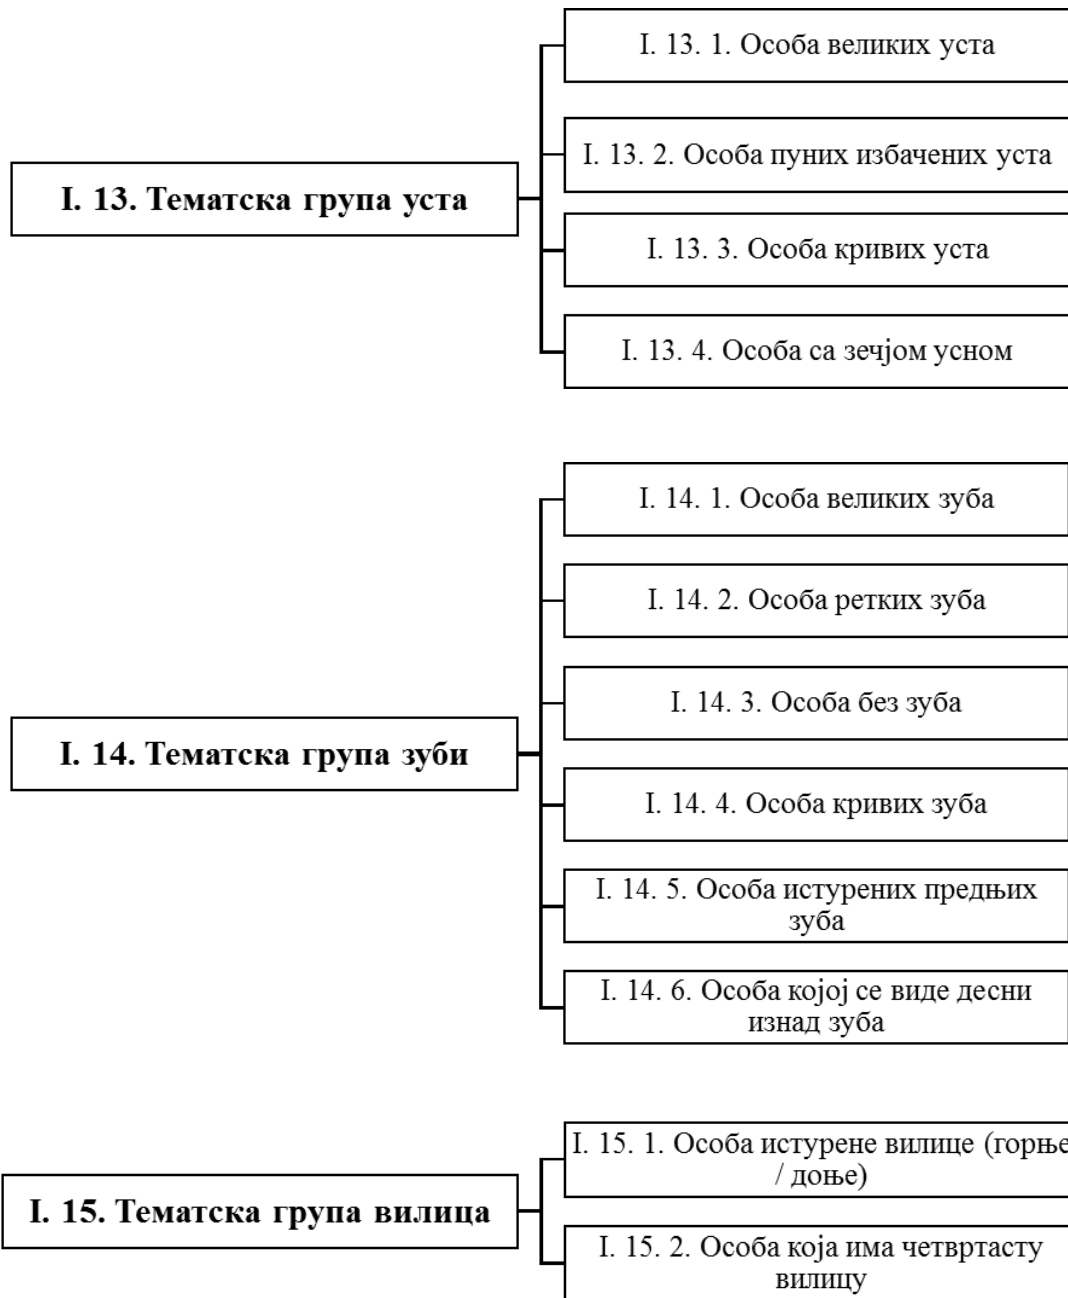 I. 13. Тематска група уста
I. 13. 1. Особа великих уста
I. 13. 2. Особа пуних избачених уста
I. 13. 3. Особа кривих уста
I. 13. 4. Особа са зечјом усном
I. 14. Тематска група зуби
I. 14. 1. Особа великих зуба
I. 14. 2. Особа ретких зуба
I. 14. 3. Особа без зуба
I. 14. 4. Особа кривих зуба
I. 14. 5. Особа истурених предњих
зуба
I. 14. 6. Особа којој се виде десни
изнад зуба
I. 15. Тематска група вилица
I. 15. 1. Особа истурене вилице (горње
/ доње)
I. 15. 2. Особа која има четвртасту
вилицу